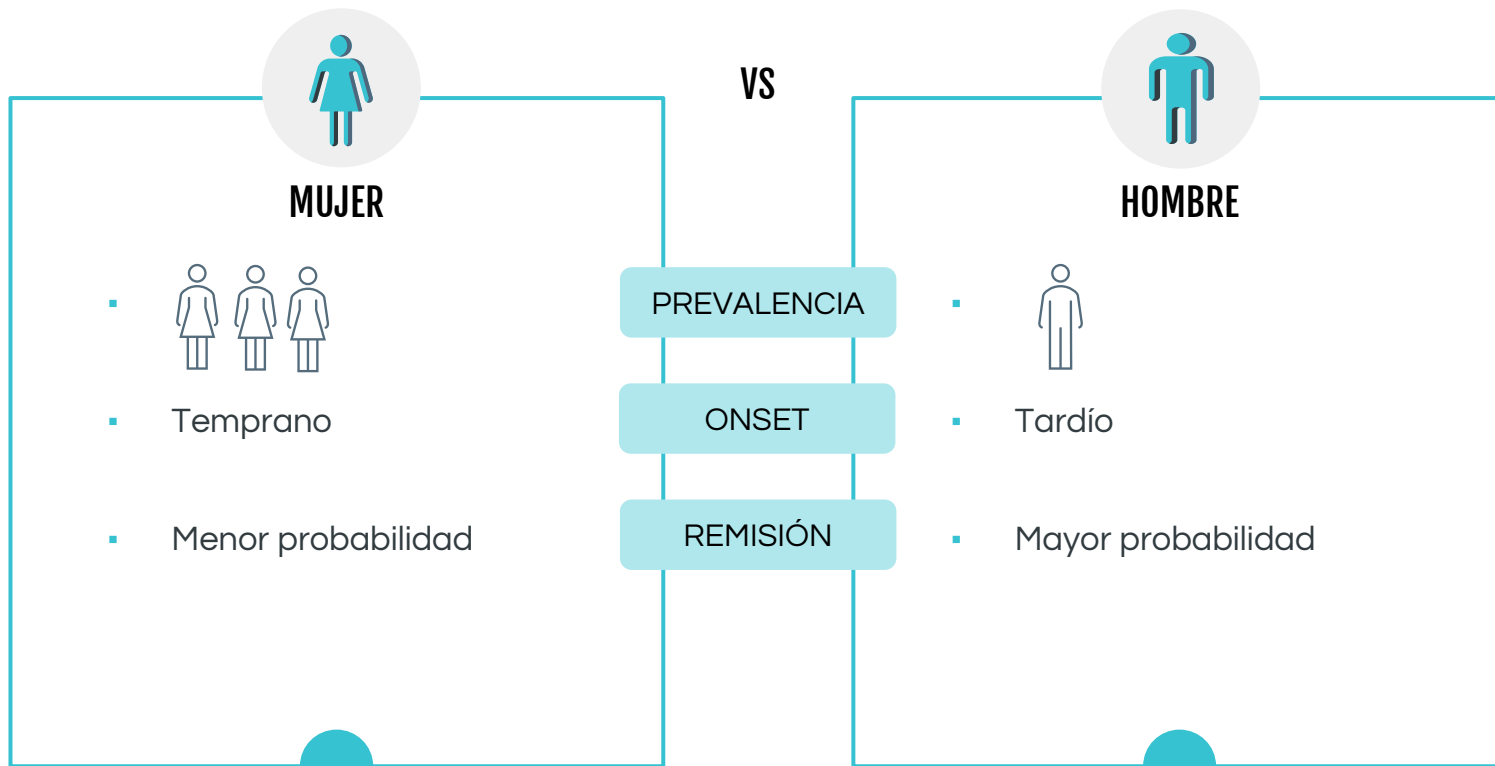 VS
MUJER
HOMBRE
PREVALENCIA
Temprano
ONSET
Tardío
Menor probabilidad
REMISIÓN
Mayor probabilidad